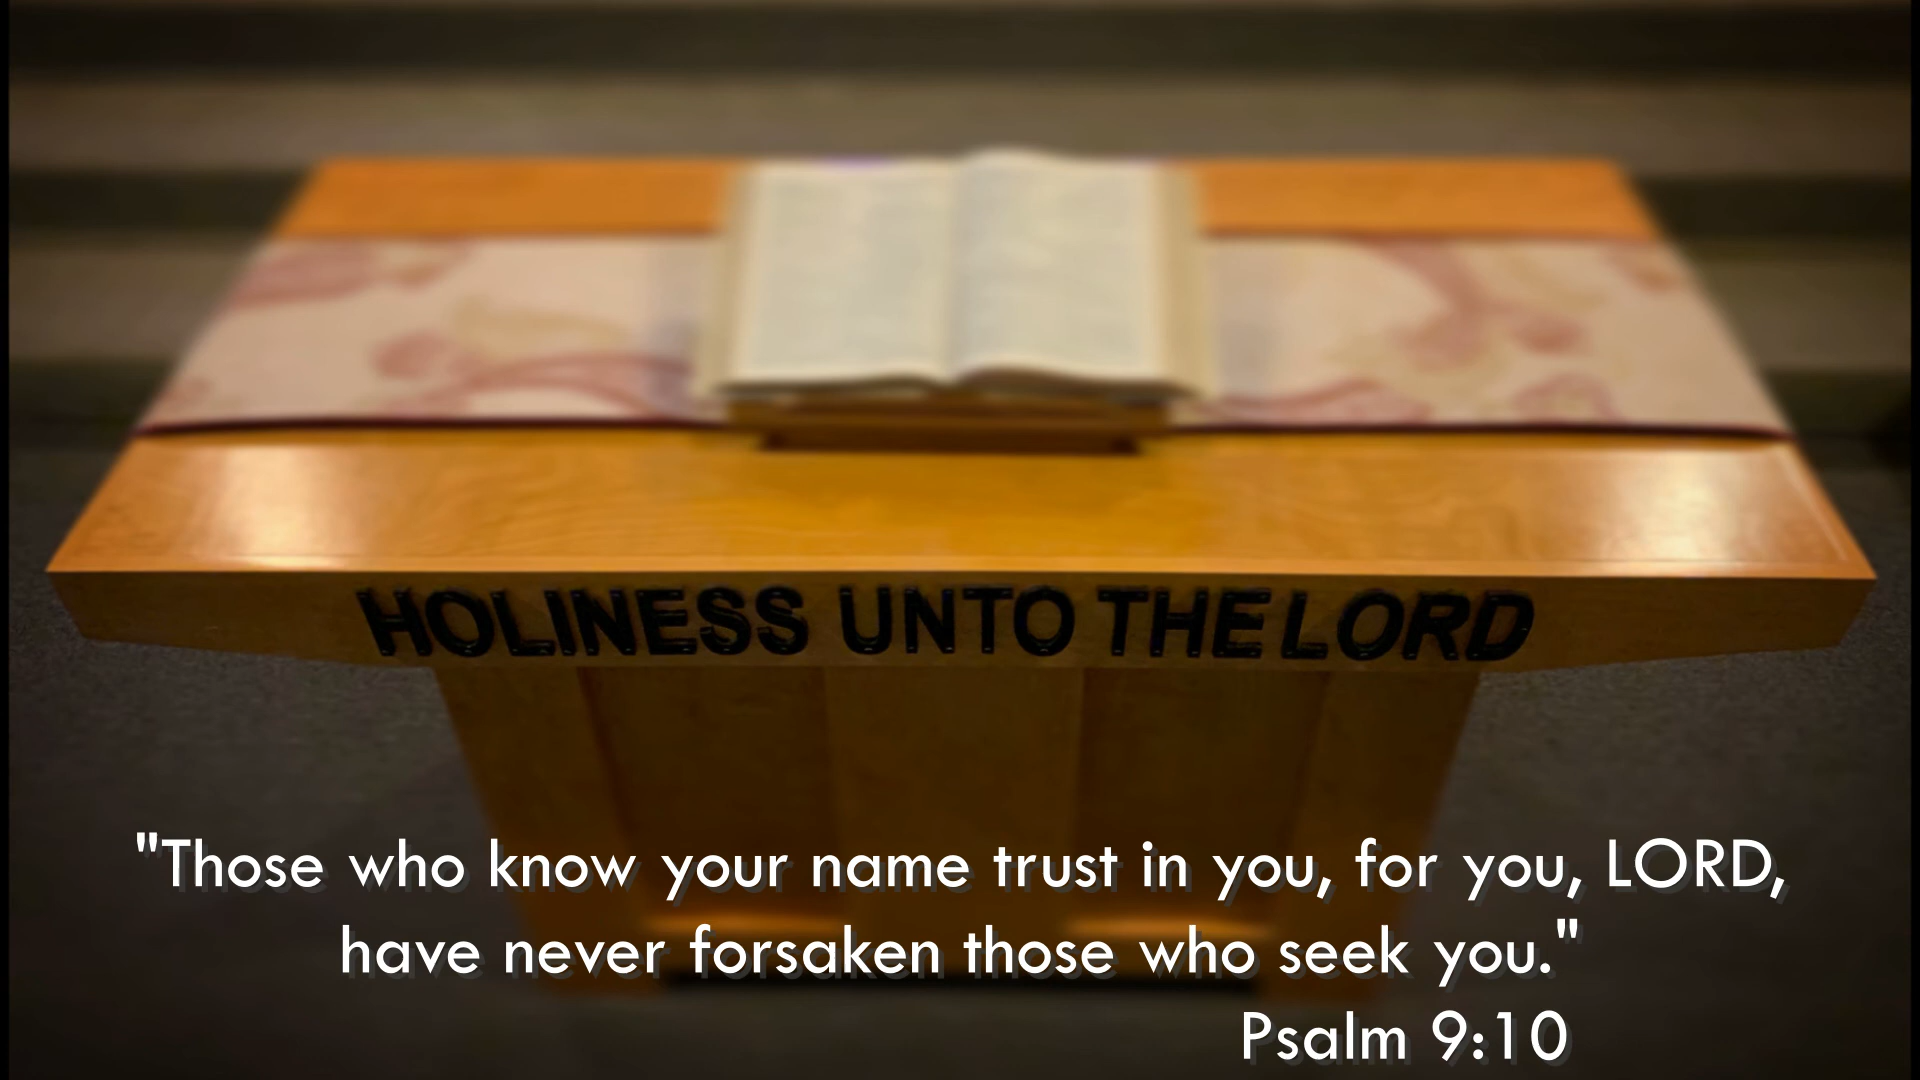 HOLINESS UNTO THE LORD
"Those who know your name trust in you, for you, LORD,
have never forsaken those who seek you."
Psalm 9:10